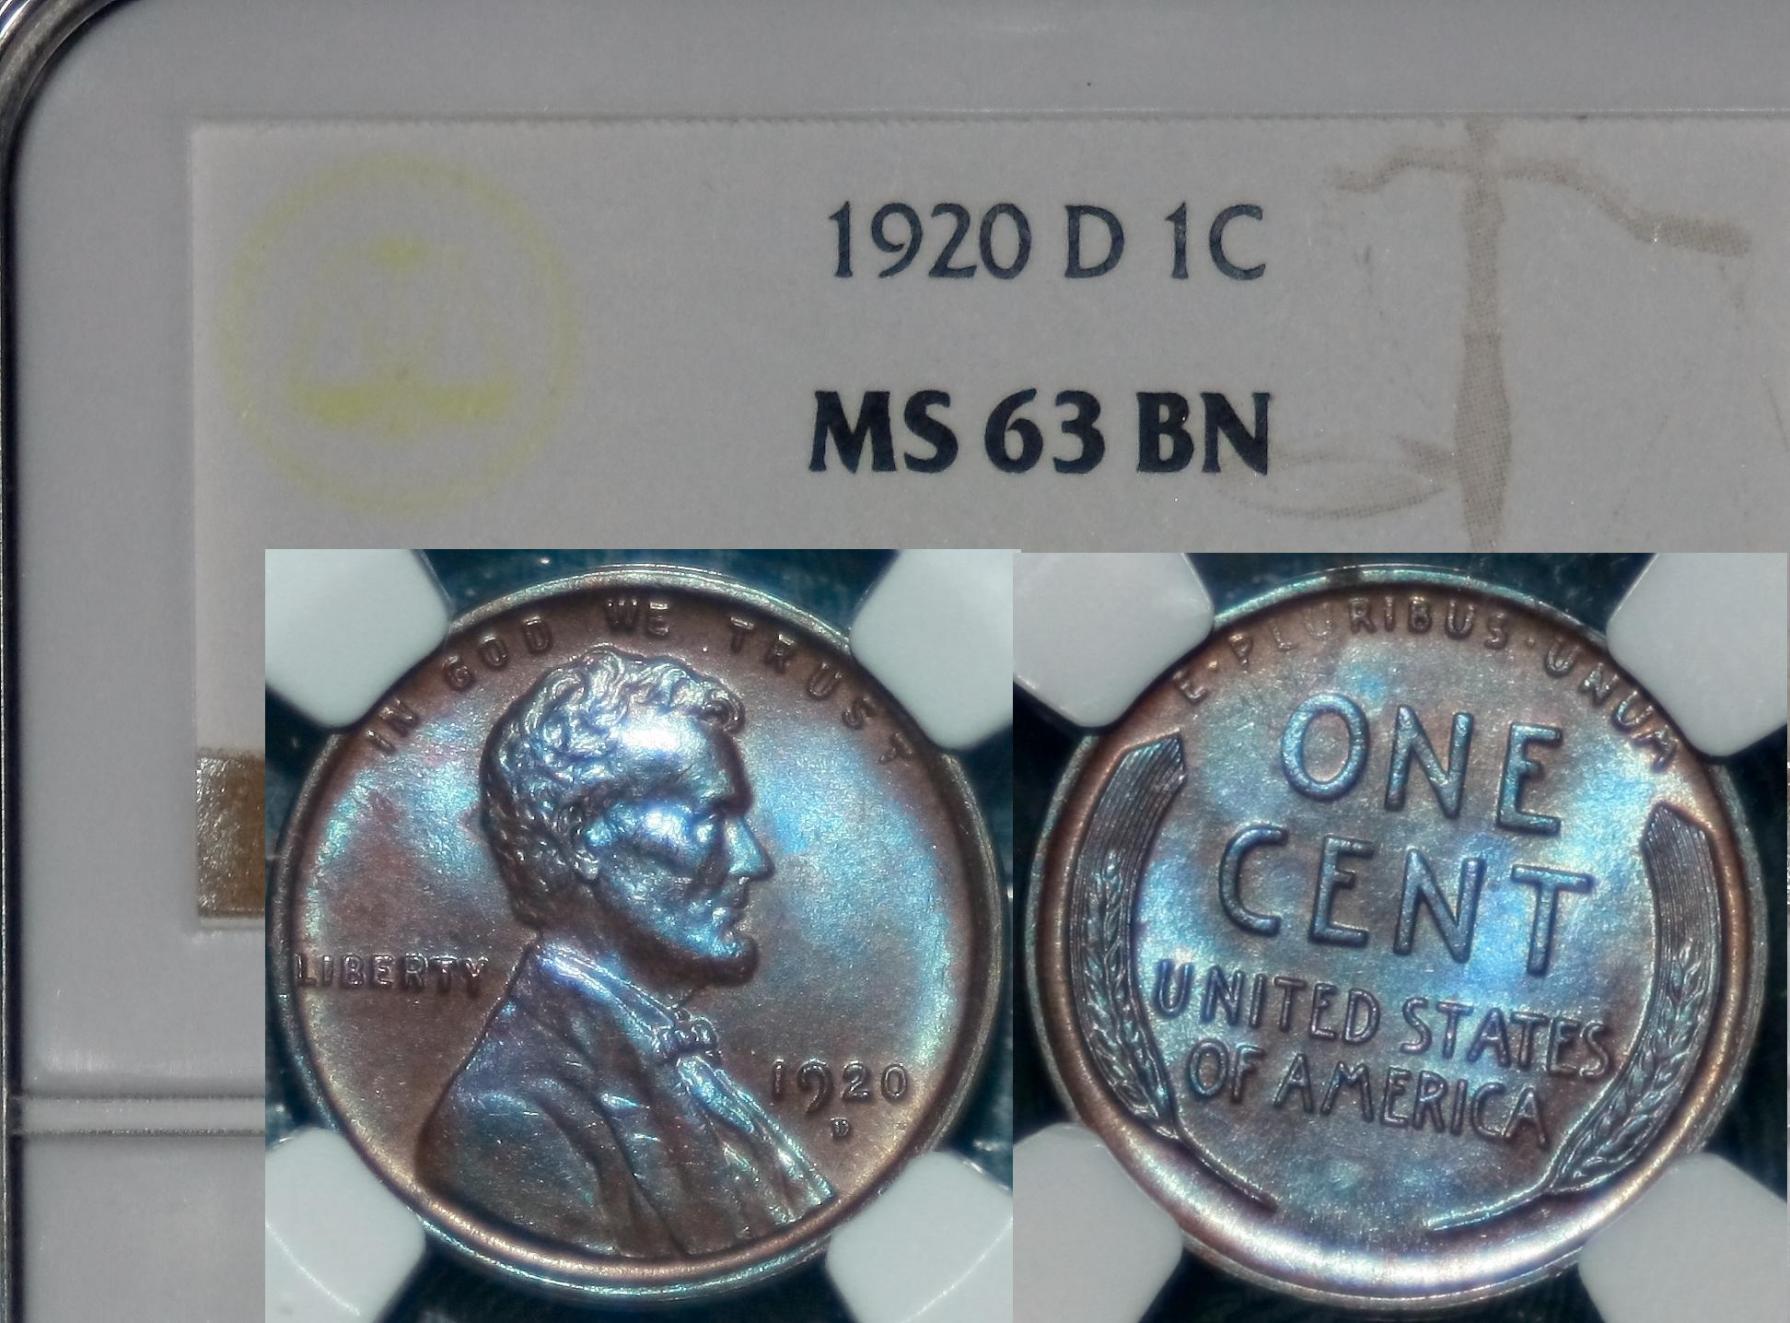 1920 D 1C
MS 63 BN
IN GOD WE TRUST
LIBERTY
1920
D
E·PLURIBUS·UNUM
ONE
CENT
UNITED STATES
OF AMERICA